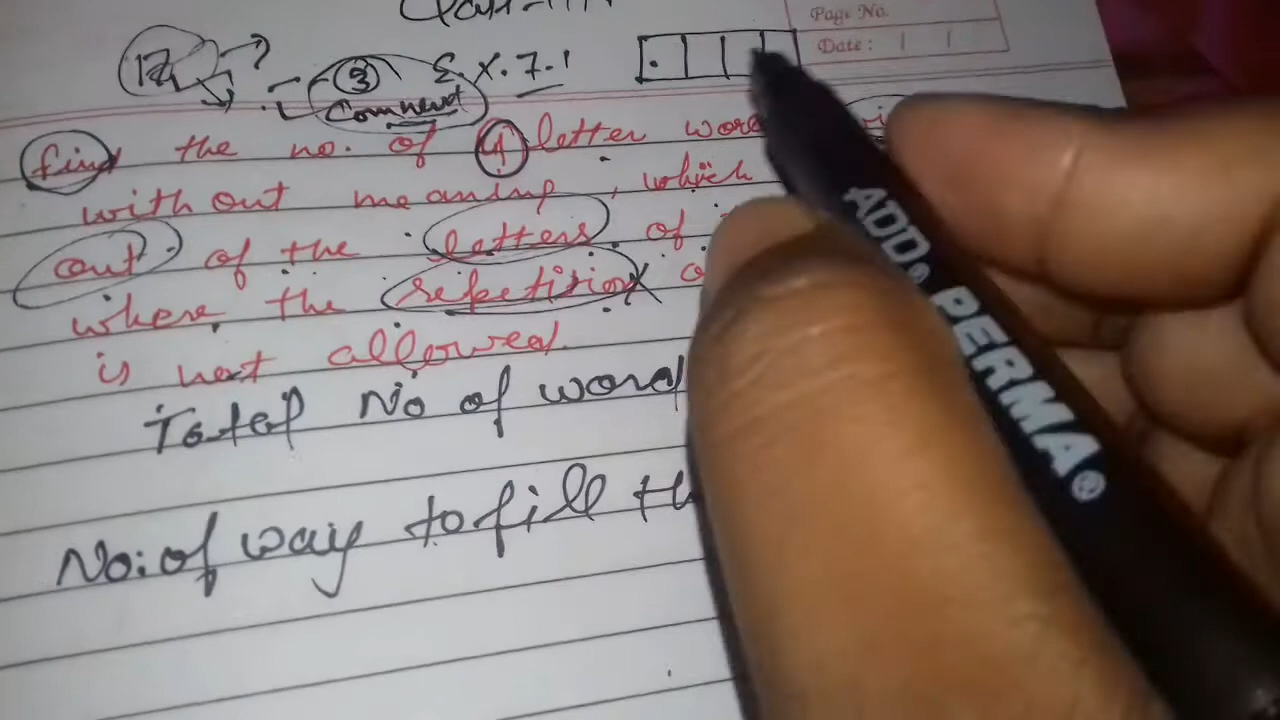 Page No.
Date:
12 ?
3 Ex. 7.1
Comment
find the no. of 4 letter word
with out meaning, which
out of the letters of
where the repetition
is not allowed.
Total No of word
No. of way to fill th
ADD PERMA®